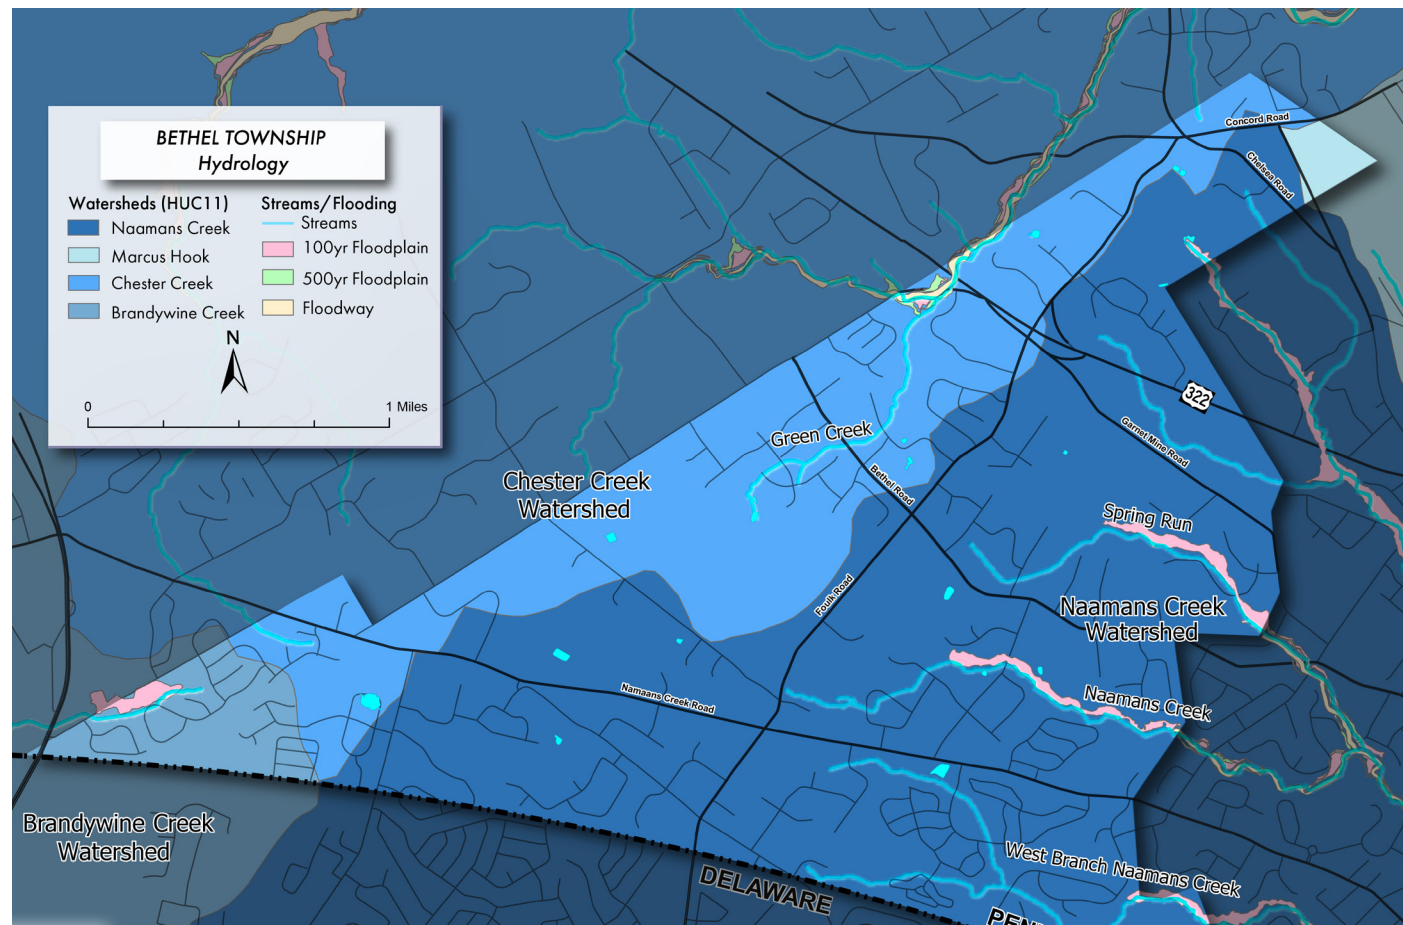 BETHEL TOWNSHIP
Hydrology
Watersheds (HUC11)
Naamans Creek
Marcus Hook
Chester Creek
Brandywine Creek
Streams/Flooding
Streams
100yr Floodplain
500yr Floodplain
Floodway
N
0 1 Miles
Concord Road
Chelsea Road
322
Garnet Mine Road
Green Creek
Bethel Road
Chester Creek
Watershed
Spring Run
Foulk Road
Naamans Creek
Watershed
Namaans Creek Road
Naamans Creek
Brandywine Creek
Watershed
West Branch Naamans Creek
DELAWARE